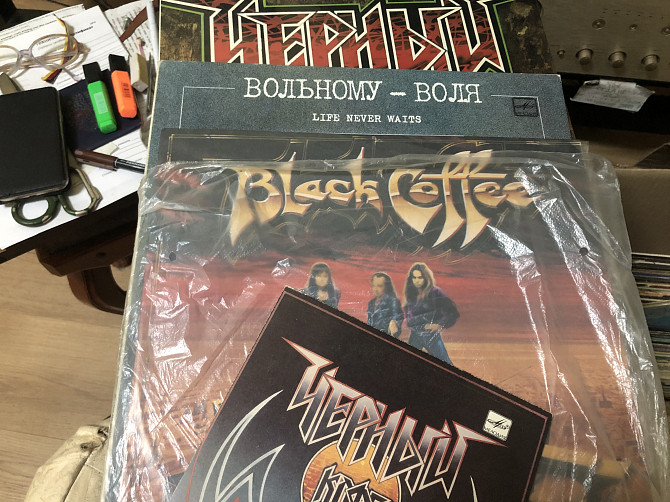 ЧЕРНЫЙ
ВОЛЬНОМУ – ВОЛЯ
LIFE NEVER WAITS
Black Coffee
ЧЕРНЫЙ